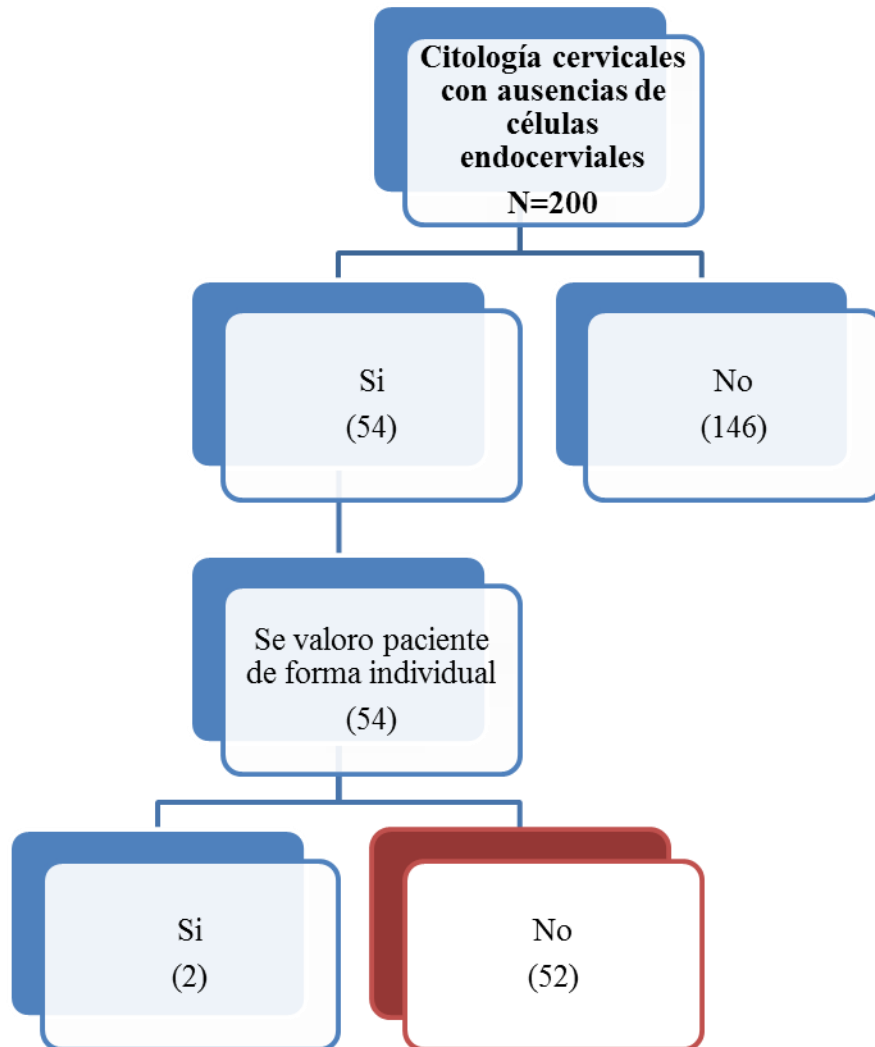 Citología cervicales
con ausencias de
células
endocerviales
N=200
Si
(54)
No
(146)
Se valoro paciente
de forma individual
(54)
Si
(2)
No
(52)